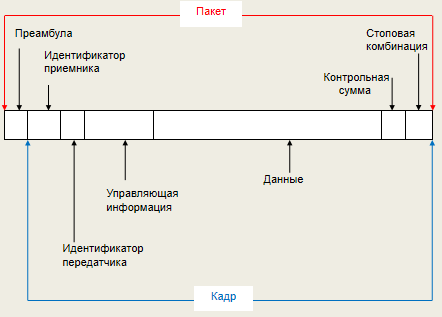 Пакет
Преамбула
Стоповая
комбинация
Идентификатор
приемника
Контрольная
сумма
Управляющая
информация
Данные
Идентификатор
передатчика
Кадр